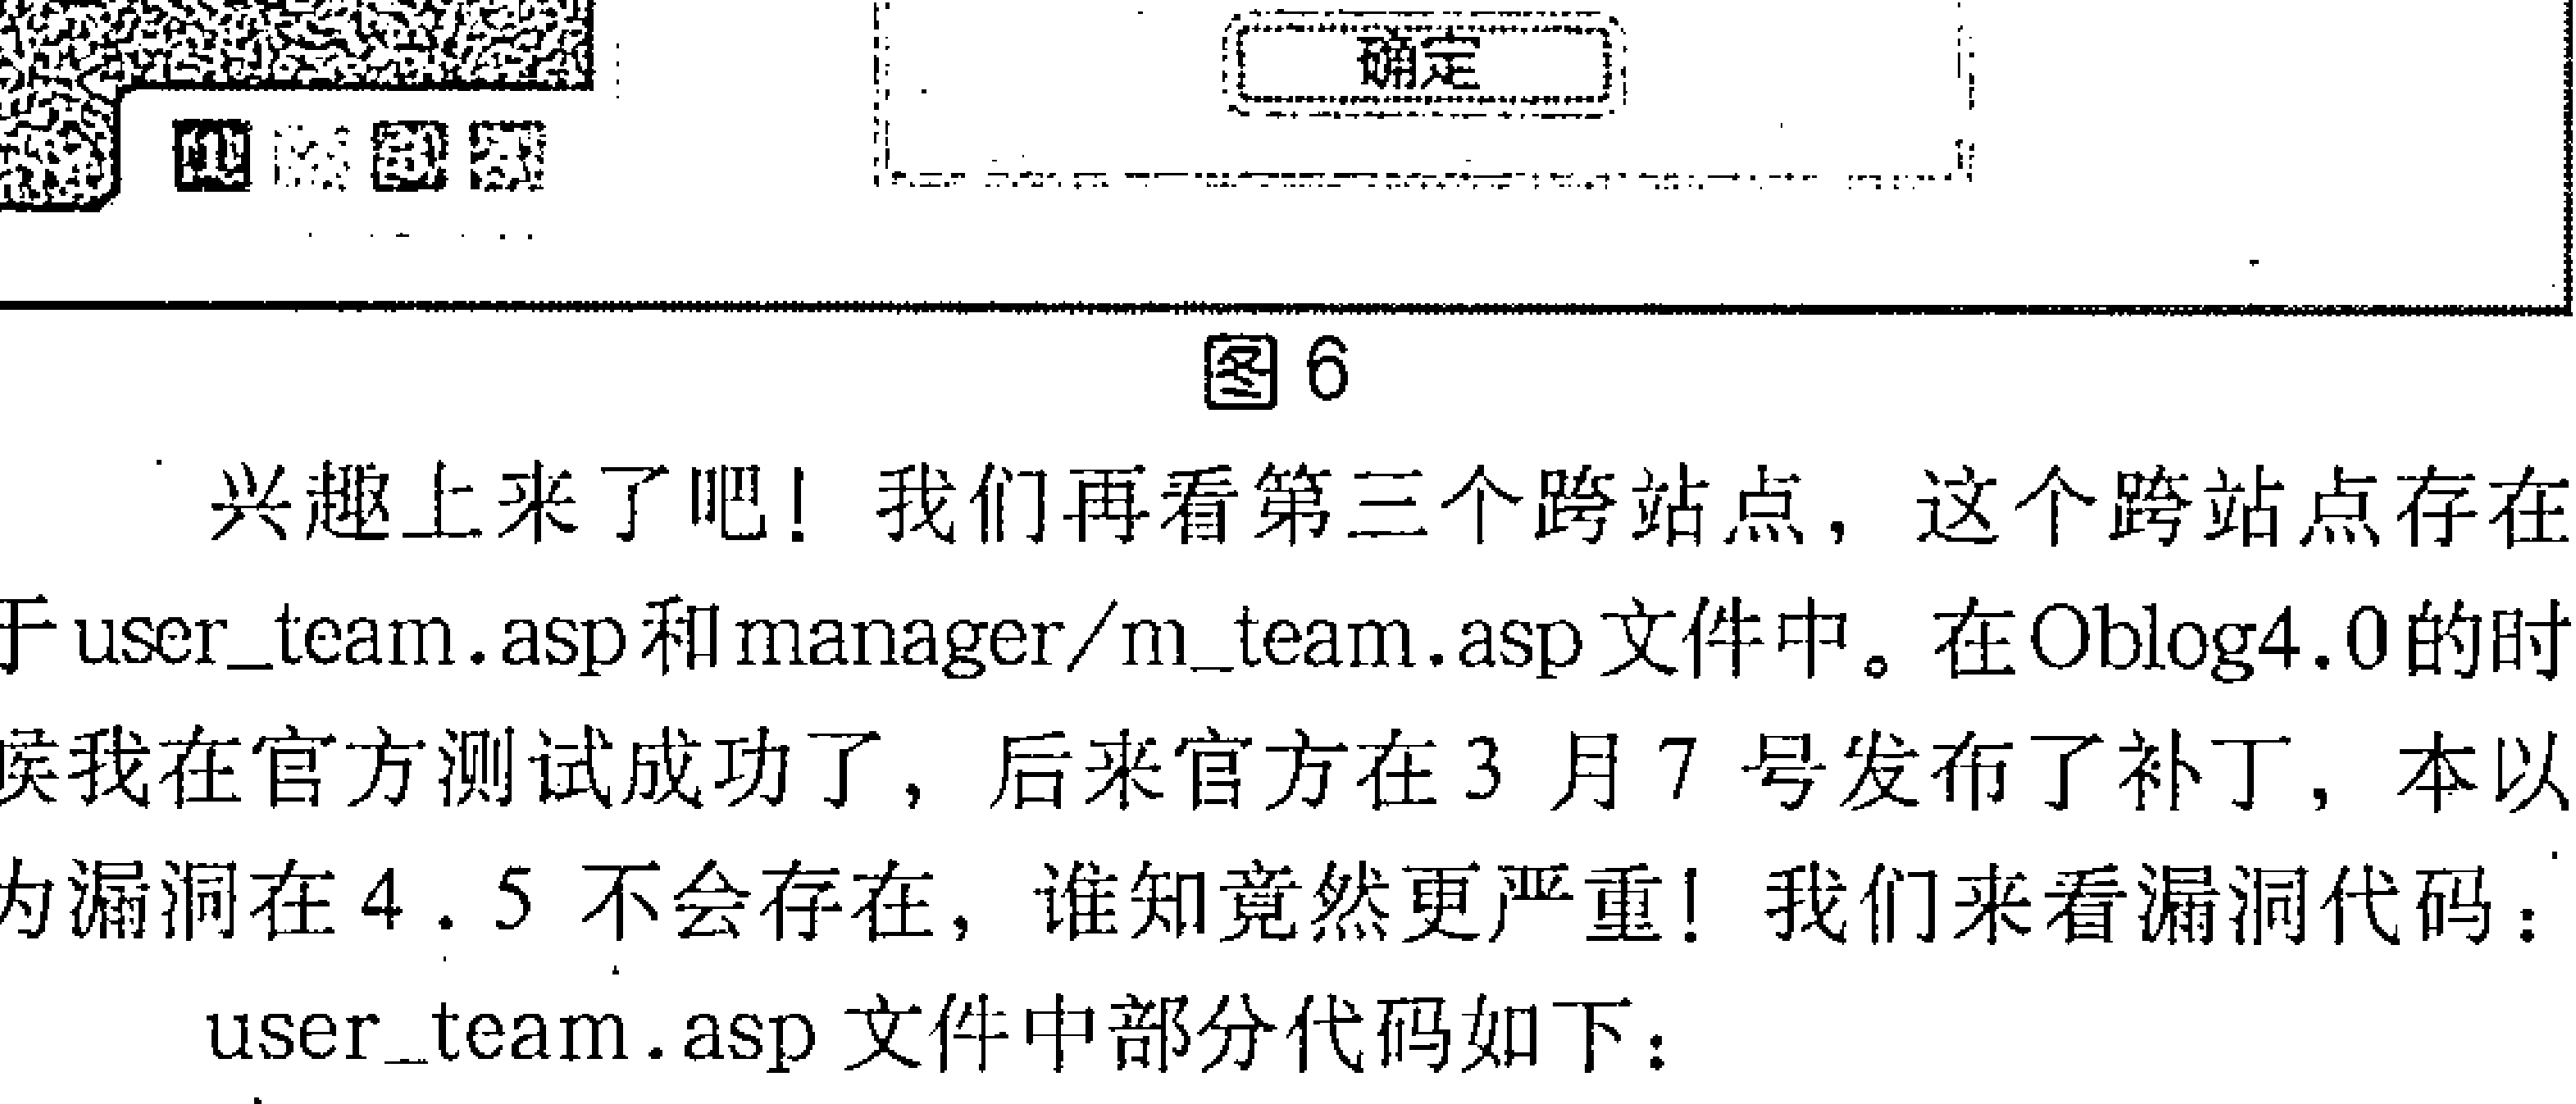 确定
图6
兴趣上来了吧！我们再看第三个跨站点，这个跨站点存在
于user_team.asp和manager/m_team.asp文件中。在Oblog4.0的时
候我在官方测试成功了，后来官方在3月7号发布了补丁，本以
为漏洞在4.5不会存在，谁知竟然更严重！我们来看漏洞代码：
user_team.asp文件中部分代码如下：